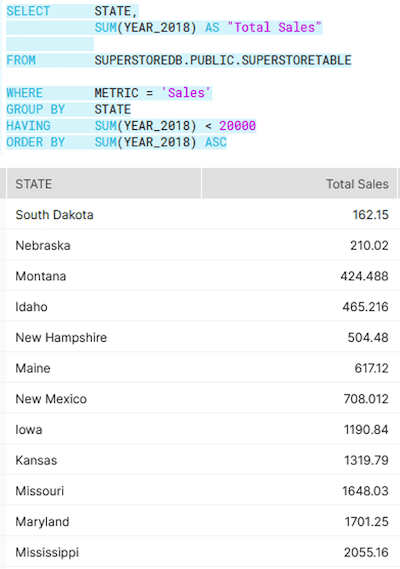 SELECT STATE,
SUM(YEAR_2018) AS "Total Sales"
FROM SUPERSTOREDB.PUBLIC.SUPERSTORETABLE
WHERE METRIC = 'Sales'
GROUP BY STATE
HAVING SUM(YEAR_2018) < 20000
ORDER BY SUM(YEAR_2018) ASC
STATE Total Sales
South Dakota 162.15
Nebraska 210.02
Montana 424.488
Idaho 465.216
New Hampshire 504.48
Maine 617.12
New Mexico 708.012
Iowa 1190.84
Kansas 1319.79
Missouri 1648.03
Maryland 1701.25
Mississippi 2055.16